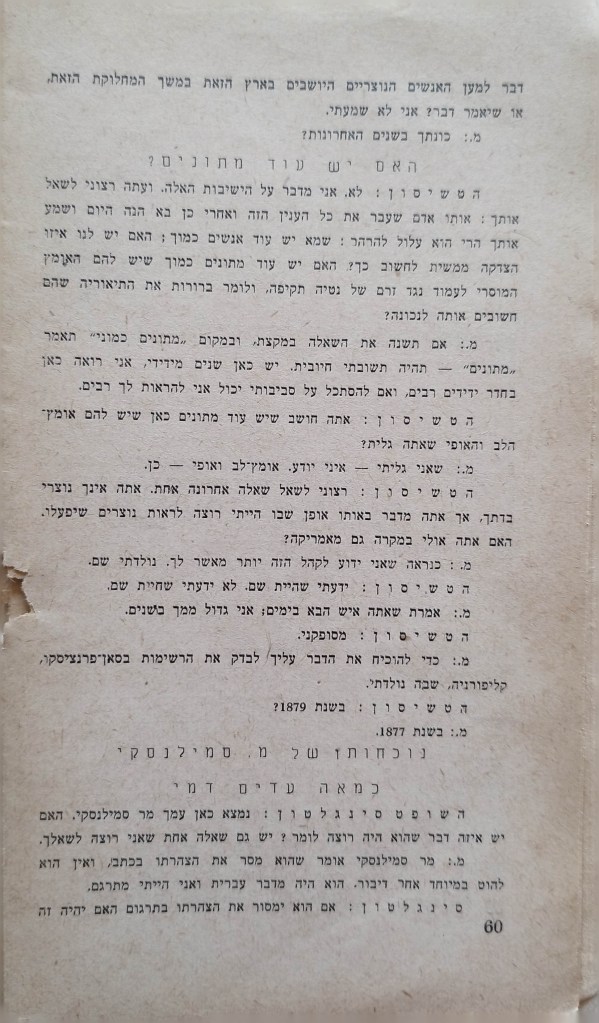 דבר למען האנשים הנוצריים היושבים בארץ הזאת במשך המחלוקת הזאת,
או שיאמר דבר? אני לא שמעתי.
מ.: כונתך בשנים האחרונות?
האם יש עוד מתונים?
הטשיסון: לא. אני מדבר על הישיבות האלה. ועתה רצוני לשאל
אותך: אותו אדם שעבר את כל הענין הזה ואחרי כן בא הנה היום ושמע
אותך הרי הוא עלול להרהר: שמא יש עוד אנשים כמוך; האם יש לנו איזו
הצדקה ממשית לחשוב כך? האם יש עוד מתונים כמוך שיש להם האומץ
המוסרי לעמוד נגד זרם של נטיה תקיפה, ולומר ברורות את התיאוריה שהם
חשובים אותה לנכונה?
מ.: אם תשנה את השאלה במקצת, ובמקום „מתונים כמוני" תאמר
„מתונים" — תהיה תשובתי חיובית. יש כאן שנים מידידי, אני רואה כאן
בחדר ידידים רבים, ואם להסתכל על סביבותי יכול אני להראות לך רבים.
הטשיסון: אתה חושב שיש עוד מתונים כאן שיש להם אומץ־
הלב והאופי שאתה גלית?
מ.: שאני גליתי — איני יודע. אומץ־לב ואופי — כן.
הטשיסון: רצוני לשאל שאלה אחרונה אחת. אתה אינך נוצרי
בדתך, אך אתה מדבר באותו אופן שבו הייתי רוצה לראות נוצרים שיפעלו.
האם אתה אולי במקרה גם מאמריקה?
מ.: כנראה שאני ידוע לקהל הזה יותר מאשר לך. נולדתי שם.
הטשיסון: ידעתי שהיית שם. לא ידעתי שחיית שם.
מ.: אמרת שאתה איש הבא בימים; אני גדול ממך בשנים.
הטשיסון: מסופקני.
מ.: כדי להוכיח את הדבר עליך לבדק את הרשימות בסאן־פרנציסקו,
קליפורניה, שבה נולדתי.
הטשיסון: בשנת 1879?
מ.: בשנת 1877.
נוכחותו של מ. סמילנסקי
כמאה עדים דמי
השופט סינגלטון: נמצא כאן עמך מר סמילנסקי. האם
יש איזה דבר שהוא היה רוצה לומר? יש גם שאלה אחת שאני רוצה לשאלך.
מ.: מר סמילנסקי אומר שהוא מסר את הצהרתו בכתב, ואין הוא
להוט במיוחד אחר דיבור. הוא היה מדבר עברית ואני הייתי מתרגם.
סינגלטון: אם הוא ימסור את הצהרתו בתרגום האם יהיה זה
60